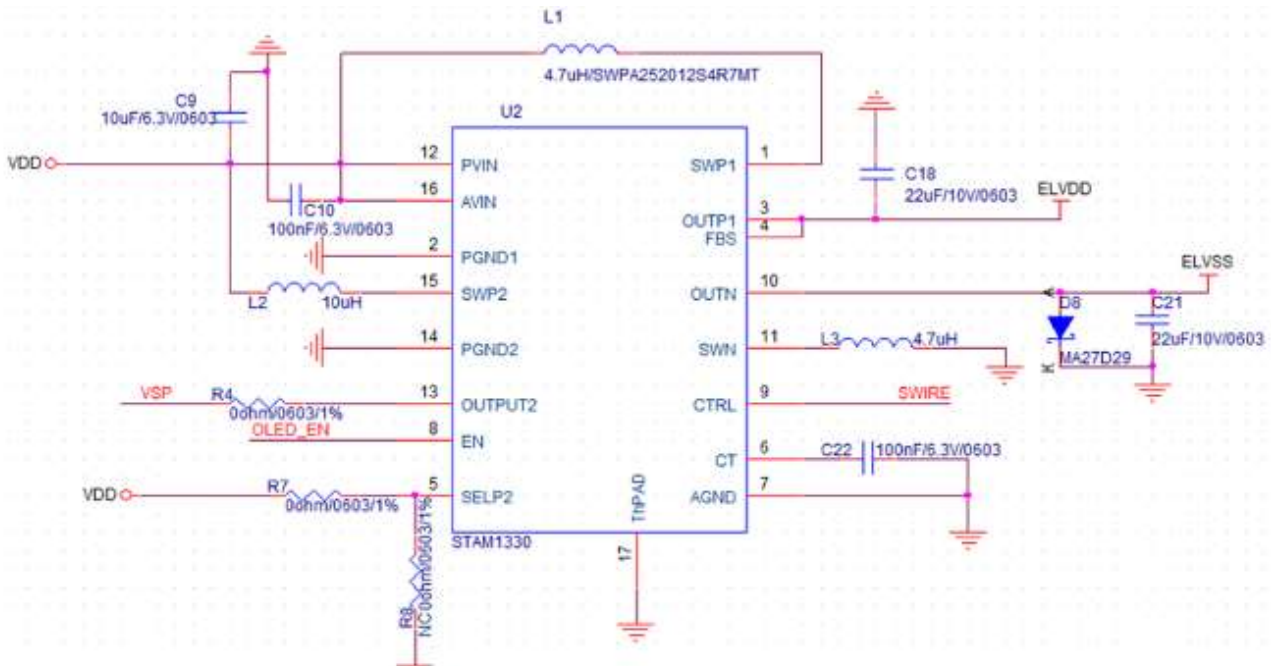 L1
4.7uH/SWPA252012S4R7MT
C9
10uF/6.3V/0603
U2
VDD
12
PVIN
SWP1
1
C18
22uF/10V/0603
ELVDD
16
AVIN
C10
100nF/6.3V/0603
OUTP1
3
FBS
4
2
PGND1
ELVSS
15
SWP2
L2
10uH
OUTN
10
A
D8
C21
22uF/10V/0603
MA27D29
K
14
PGND2
SWN
11
L3
4.7uH
VSP
R4
0ohm/0603/1%
13
OUTPUT2
CTRL
9
SWIRE
OLED_EN
8
EN
CT
6
C22
100nF/6.3V/0603
VDD
R7
0ohm/0603/1%
5
SELP2
AGND
7
ThPAD
17
STAM1330
R8
NC0ohm/0603/1%